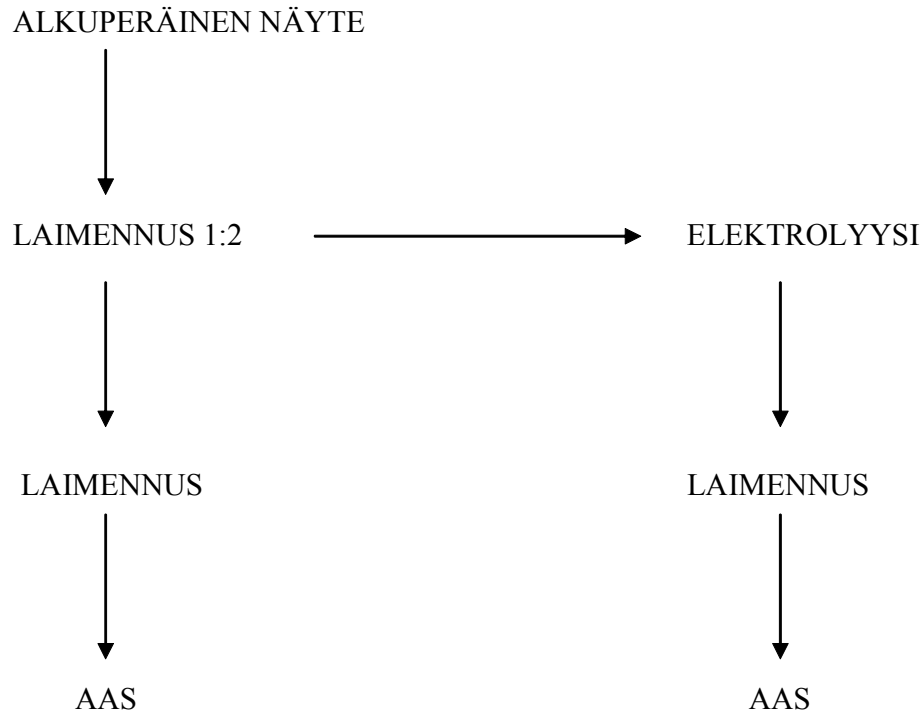 ALKUPERÄINEN NÄYTE
LAIMENNUS 1:2
ELEKTROLYYSI
LAIMENNUS
LAIMENNUS
AAS
AAS